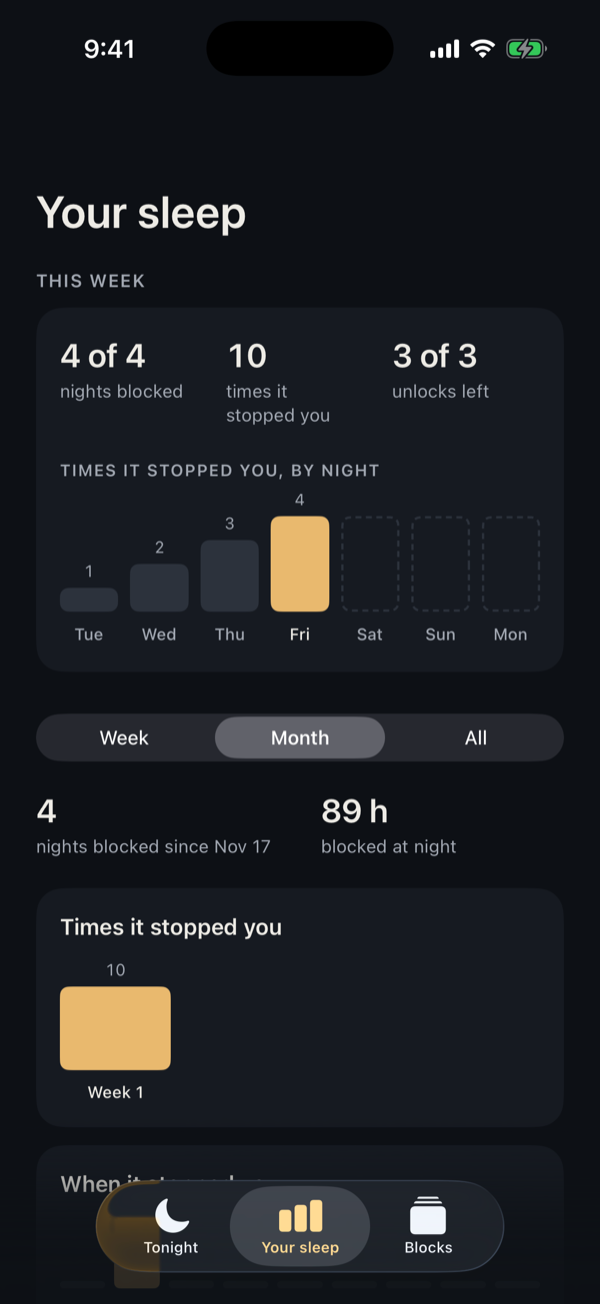 9:41
Your sleep
THIS WEEK
4 of 4
nights blocked
10
times it
stopped you
3 of 3
unlocks left
TIMES IT STOPPED YOU, BY NIGHT
1
2
3
4
Tue
Wed
Thu
Fri
Sat
Sun
Mon
Week
Month
All
4
nights blocked since Nov 17
89 h
blocked at night
Times it stopped you
10
Week 1
When
Tonight
Your sleep
Blocks